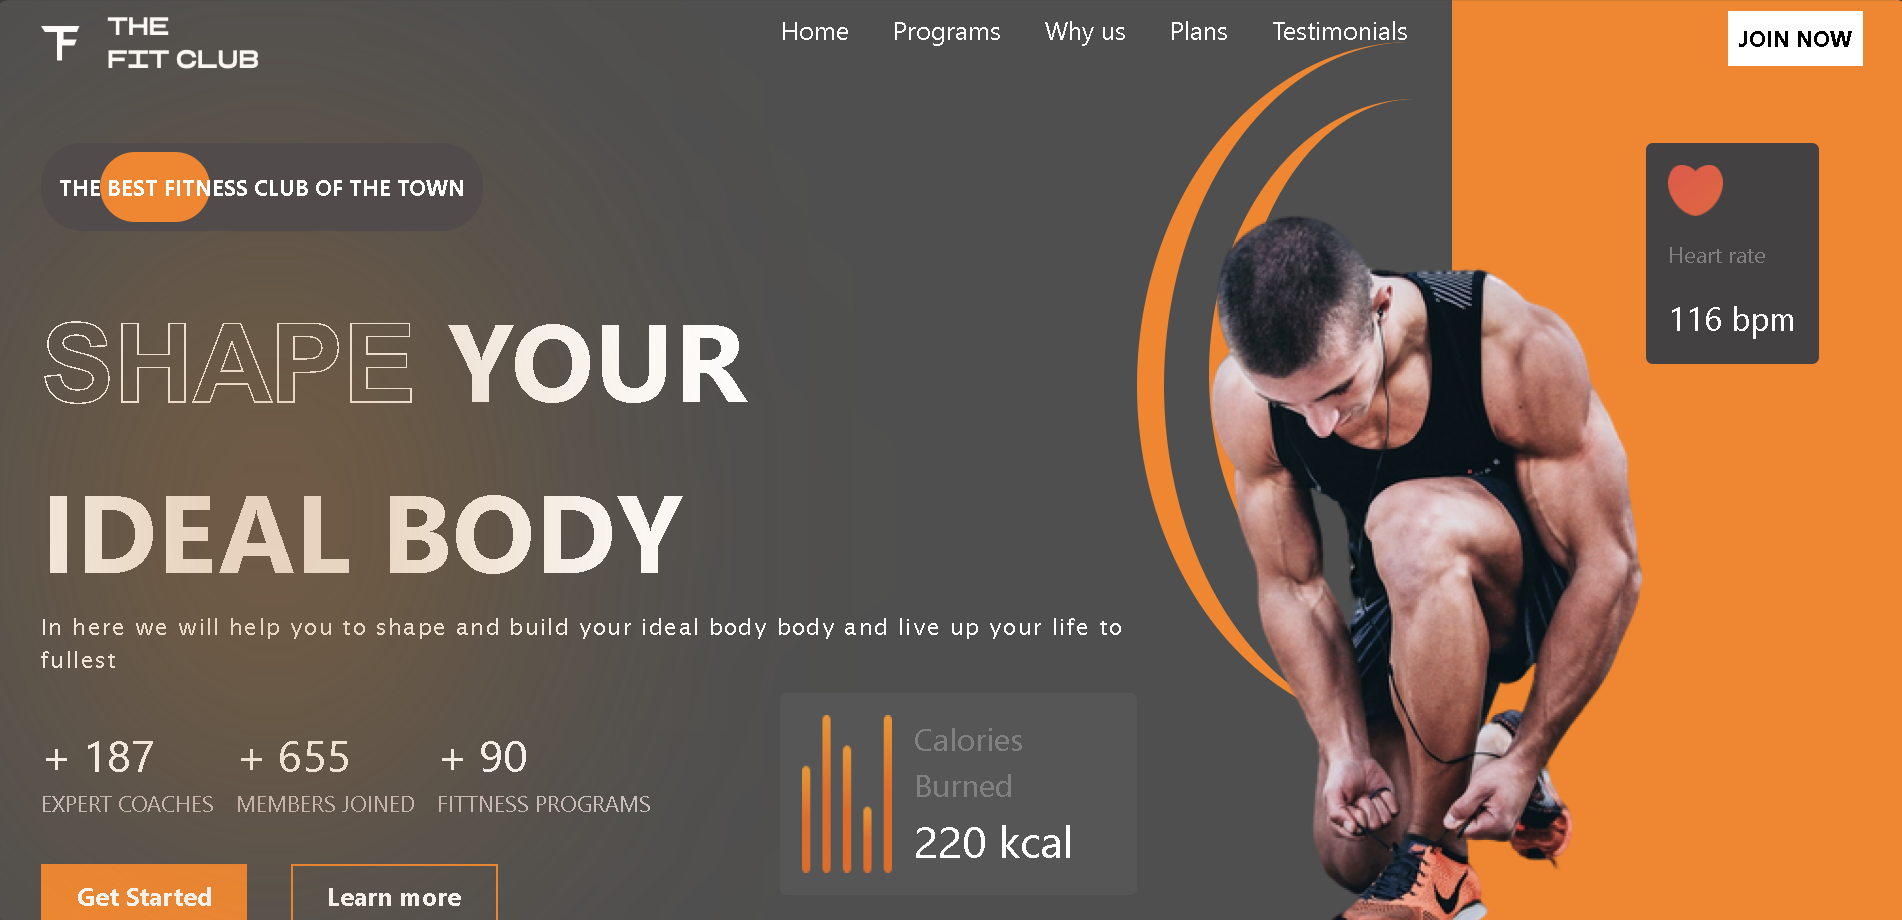 THE
FIT CLUB
Home Programs Why us Plans Testimonials
JOIN NOW
THE BEST FITNESS CLUB OF THE TOWN
Heart rate
116 bpm
SHAPE YOUR
IDEAL BODY
In here we will help you to shape and build your ideal body body and live up your life to
fullest
+ 187 + 655 + 90
EXPERT COACHES MEMBERS JOINED FITTNESS PROGRAMS
Calories
Burned
220 kcal
Get Started Learn more